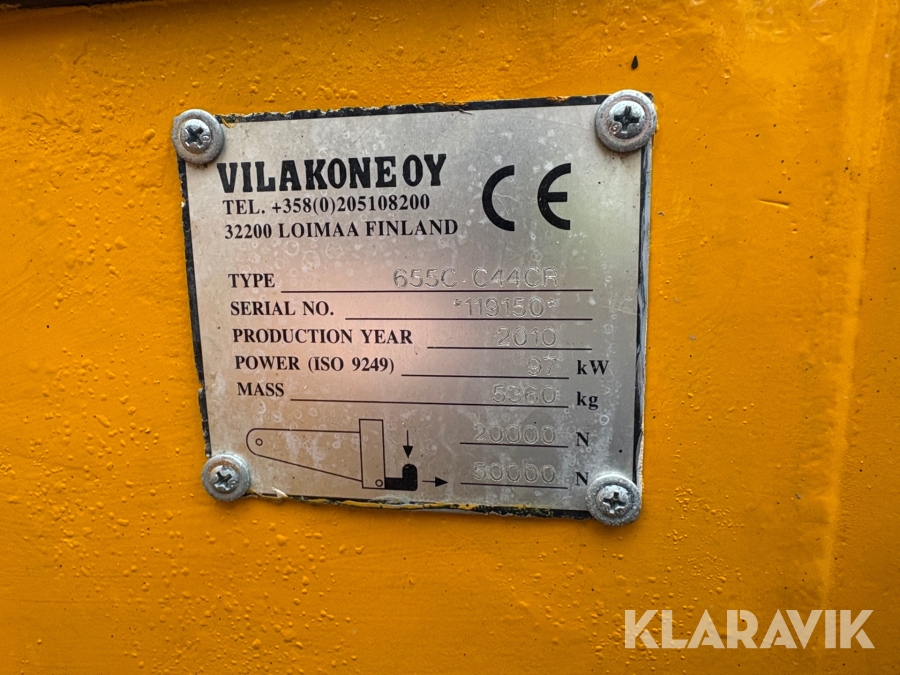 VILAKONE OY
TEL. +358(0)205108200
32200 LOIMAA FINLAND
CE
TYPE 655C C44CR
SERIAL NO. *119150*
PRODUCTION YEAR 2010
POWER (ISO 9249) 97 kW
MASS 5360 kg
20000 N
50000 N
KLARAVIK